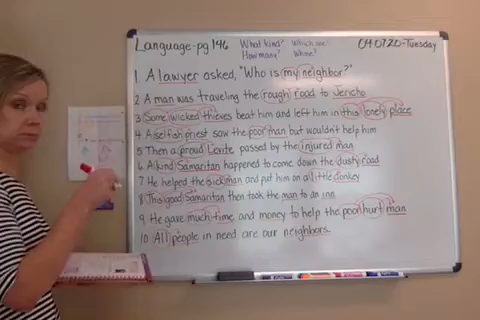 Language-pg 146 What kind? Which one? 04.07.20-Tuesday
How many? Whose?
1. A lawyer asked, "Who is my neighbor?"
2 A man was traveling the rough road to Jericho
3 Some wicked thieves beat him and left him in this lonely place
4 A selfish priest saw the poor man but wouldn't help him
5 Then a proud Levite passed by the injured man.
6 A kind Samaritan happened to come down the dusty road
7 He helped the sick man and put him on a little donkey
8 This good Samaritan then took the man to an inn
9 He gave much time and money to help the poor hurt man
10. All people in need are our neighbors.